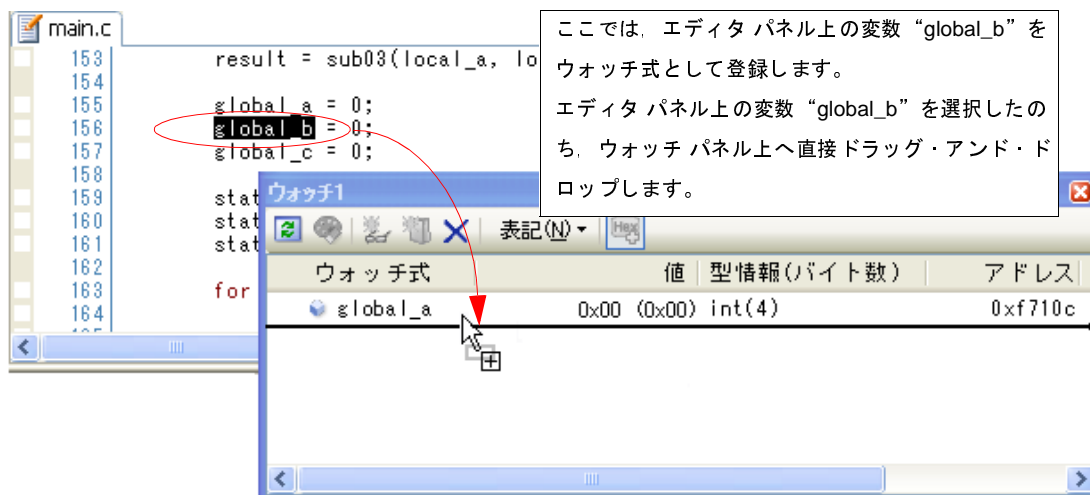 main.c
153 result = sub03(local_a, lo
154
155 global_a = 0;
156 global_b = 0;
157 global_c = 0;
158
159 stat
160 stat
161 stat
162
163 for
164
ここでは，エディタ パネル上の変数“global_b”を
ウォッチ式として登録します。
エディタ パネル上の変数“global_b”を選択したの
ち，ウォッチ パネル上へ直接ドラッグ・アンド・ド
ロップします。
ウォッチ1
表記(N)
Hex
ウォッチ式 値 型情報(バイト数) アドレス
global_a 0x00 (0x00) int(4) 0xf710c